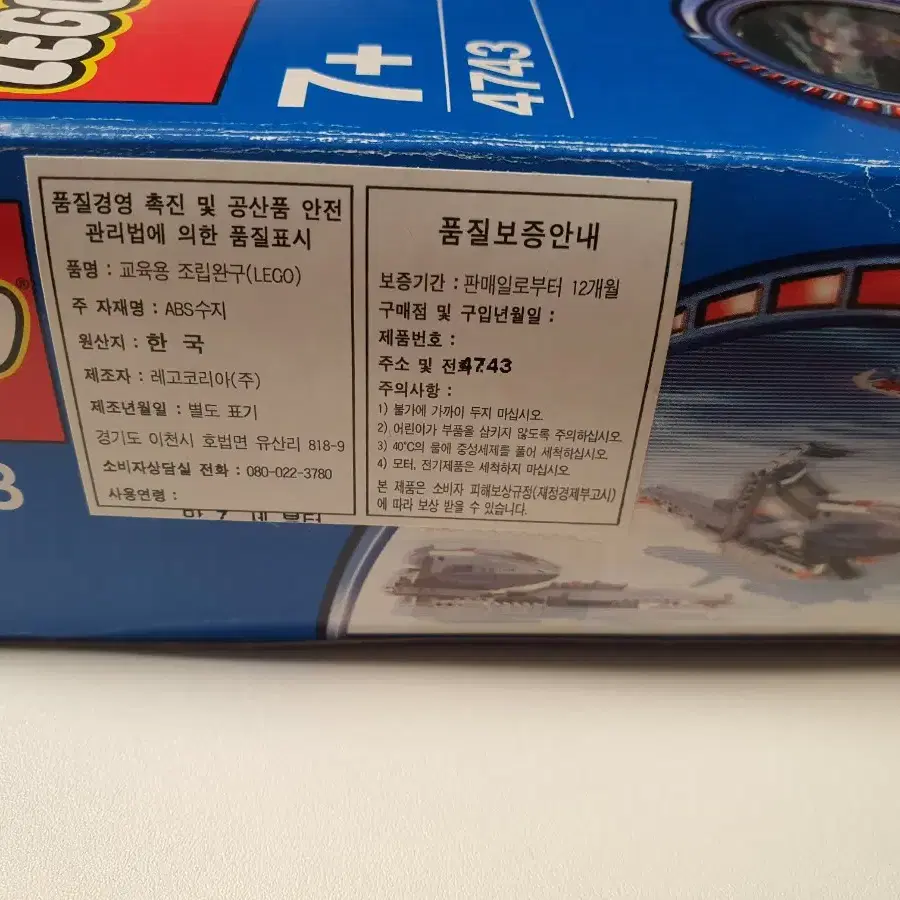 LEGO
7+
4743
품질경영 촉진 및 공산품 안전
관리법에 의한 품질표시
품명 : 교육용 조립완구(LEGO)
주 자재명 : ABS수지
원산지 : 한 국
제조자 : 레고코리아(주)
제조년월일 : 별도 표기
경기도 이천시 호법면 유산리 818-9
소비자상담실 전화 : 080-022-3780
사용연령 :
만 7 세 부터
품질보증안내
보증기간 : 판매일로부터 12개월
구매점 및 구입년월일 :
제품번호 :
주소 및 전화 :
4743
주의사항 :
1) 불가에 가까이 두지 마십시오.
2) 어린이가 부품을 삼키지 않도록 주의하십시오.
3) 40℃의 물에 중성세제를 풀어 세척하십시오.
4) 모터, 전기제품은 세척하지 마십시오.
본 제품은 소비자 피해보상규정(재정경제부고시)
에 따라 보상 받을 수 있습니다.
®
3